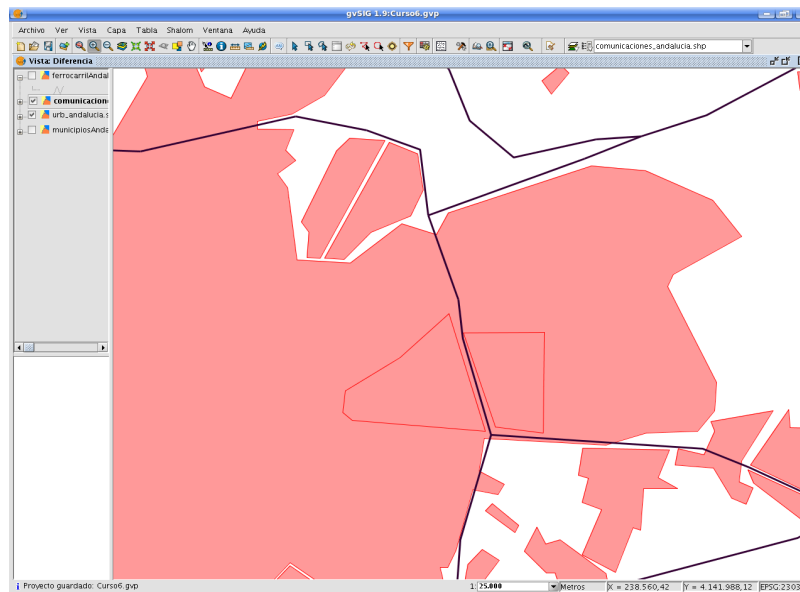 gvSIG 1.9:Curso6.gvp
Archivo Ver Vista Capa Tabla Shalom Ventana Ayuda
comunicaciones_andalucia.shp
Vista: Diferencia
ferrocarrilAndal
comunicacion
urb_andalucia.s
municipiosAnda
Proyecto guardado: Curso6.gvp 1: 25.000 Metros X = 238.560,42 Y = 4.141.988,12 EPSG:2303